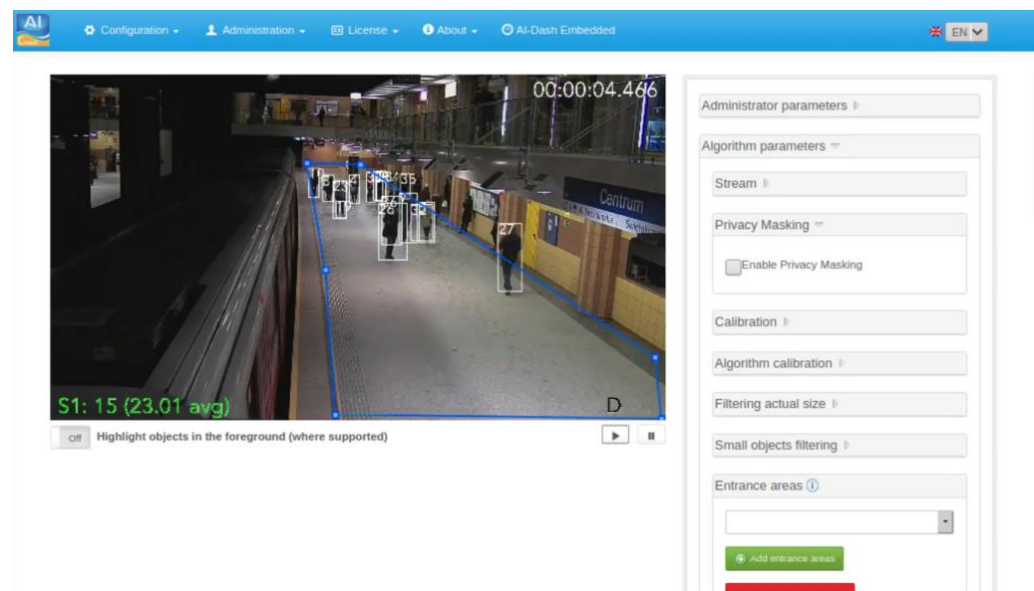 AI
Configuration
Administration
License
About
AI-Dash Embedded
EN
00:00:04.466
Centrum
27
S1: 15 (23.01 avg)
D
Off
Highlight objects in the foreground (where supported)
Administrator parameters
Algorithm parameters
Stream
Privacy Masking
Enable Privacy Masking
Calibration
Algorithm calibration
Filtering actual size
Small objects filtering
Entrance areas
Add entrance areas